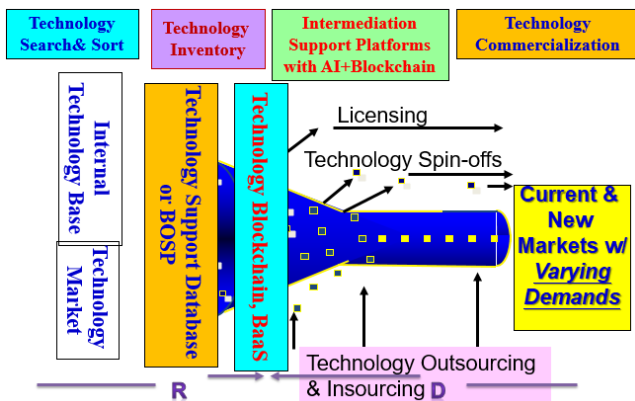 Technology
Search& Sort
Technology
Inventory
Intermediation
Support Platforms
with AI+Blockchain
Technology
Commercialization
Internal
Technology Base
Technology
Market
Technology Support Database
or BOSP
Technology Blockchain, BaaS
Licensing
Technology Spin-offs
Current &
New
Markets w/
Varying
Demands
Technology Outsourcing
& Insourcing
R
D